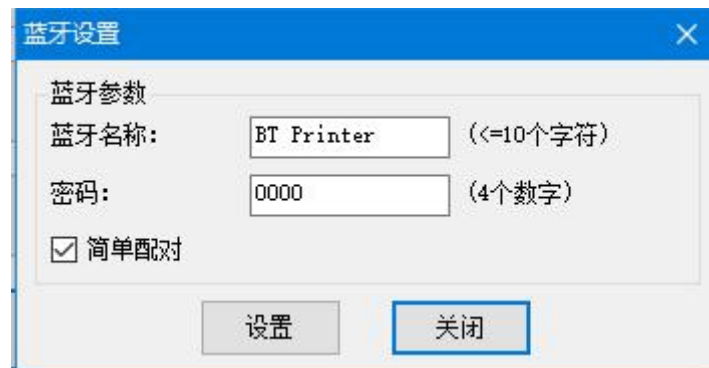 蓝牙设置
蓝牙参数
蓝牙名称： BT Printer (<=10个字符)
密码： 0000 (4个数字)
简单配对
设置 关闭